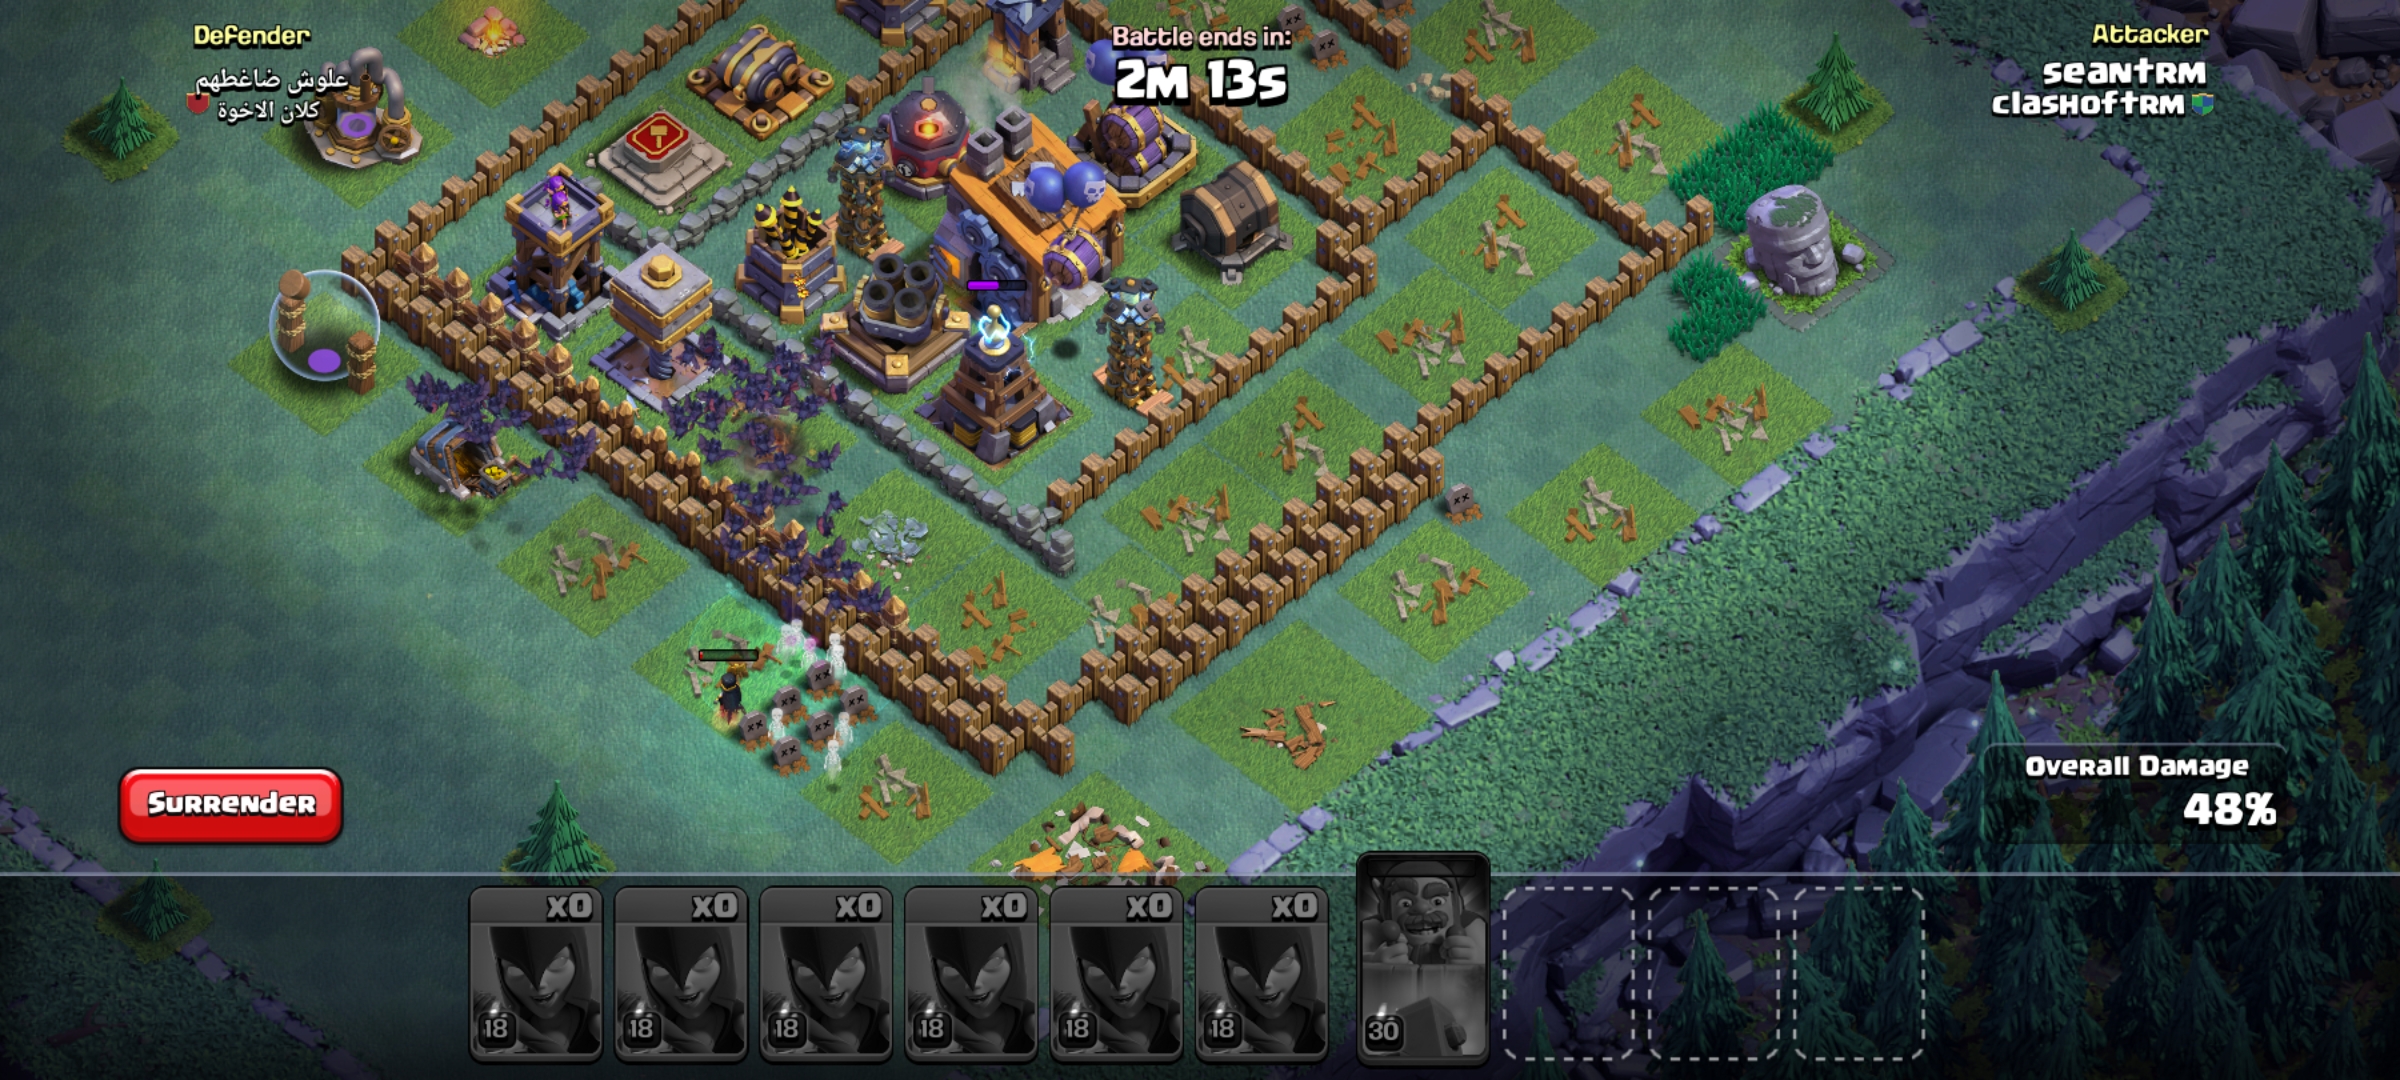 Defender
علوش ضاغطهم
كلان الاخوة
Battle ends in:
2M 13s
Attacker
seantRM
clashoftRM
Surrender
Overall Damage
48%
x0 x0 x0 x0 x0 x0
18 18 18 18 18 18 30